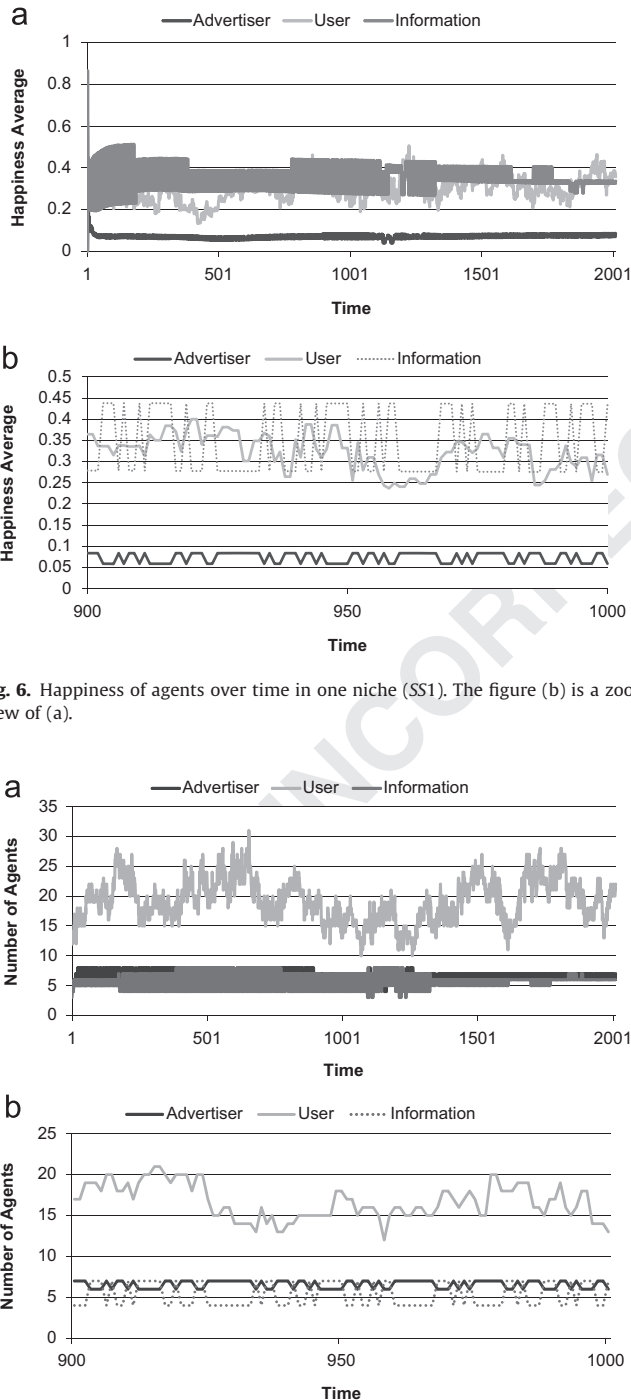 a
Advertiser User Information
1
0.8
0.6
0.4
0.2
0
Happiness Average
1 501 1001 1501 2001
Time
b
Advertiser User Information
0.5
0.45
0.4
0.35
0.3
0.25
0.2
0.15
0.1
0.05
0
Happiness Average
900 950 1000
Time
g. 6. Happiness of agents over time in one niche (SS1). The figure (b) is a zoo
ew of (a).
a
Advertiser User Information
35
30
25
20
15
10
5
0
Number of Agents
1 501 1001 1501 2001
Time
b
Advertiser User Information
25
20
15
10
5
0
Number of Agents
900 950 1000
Time